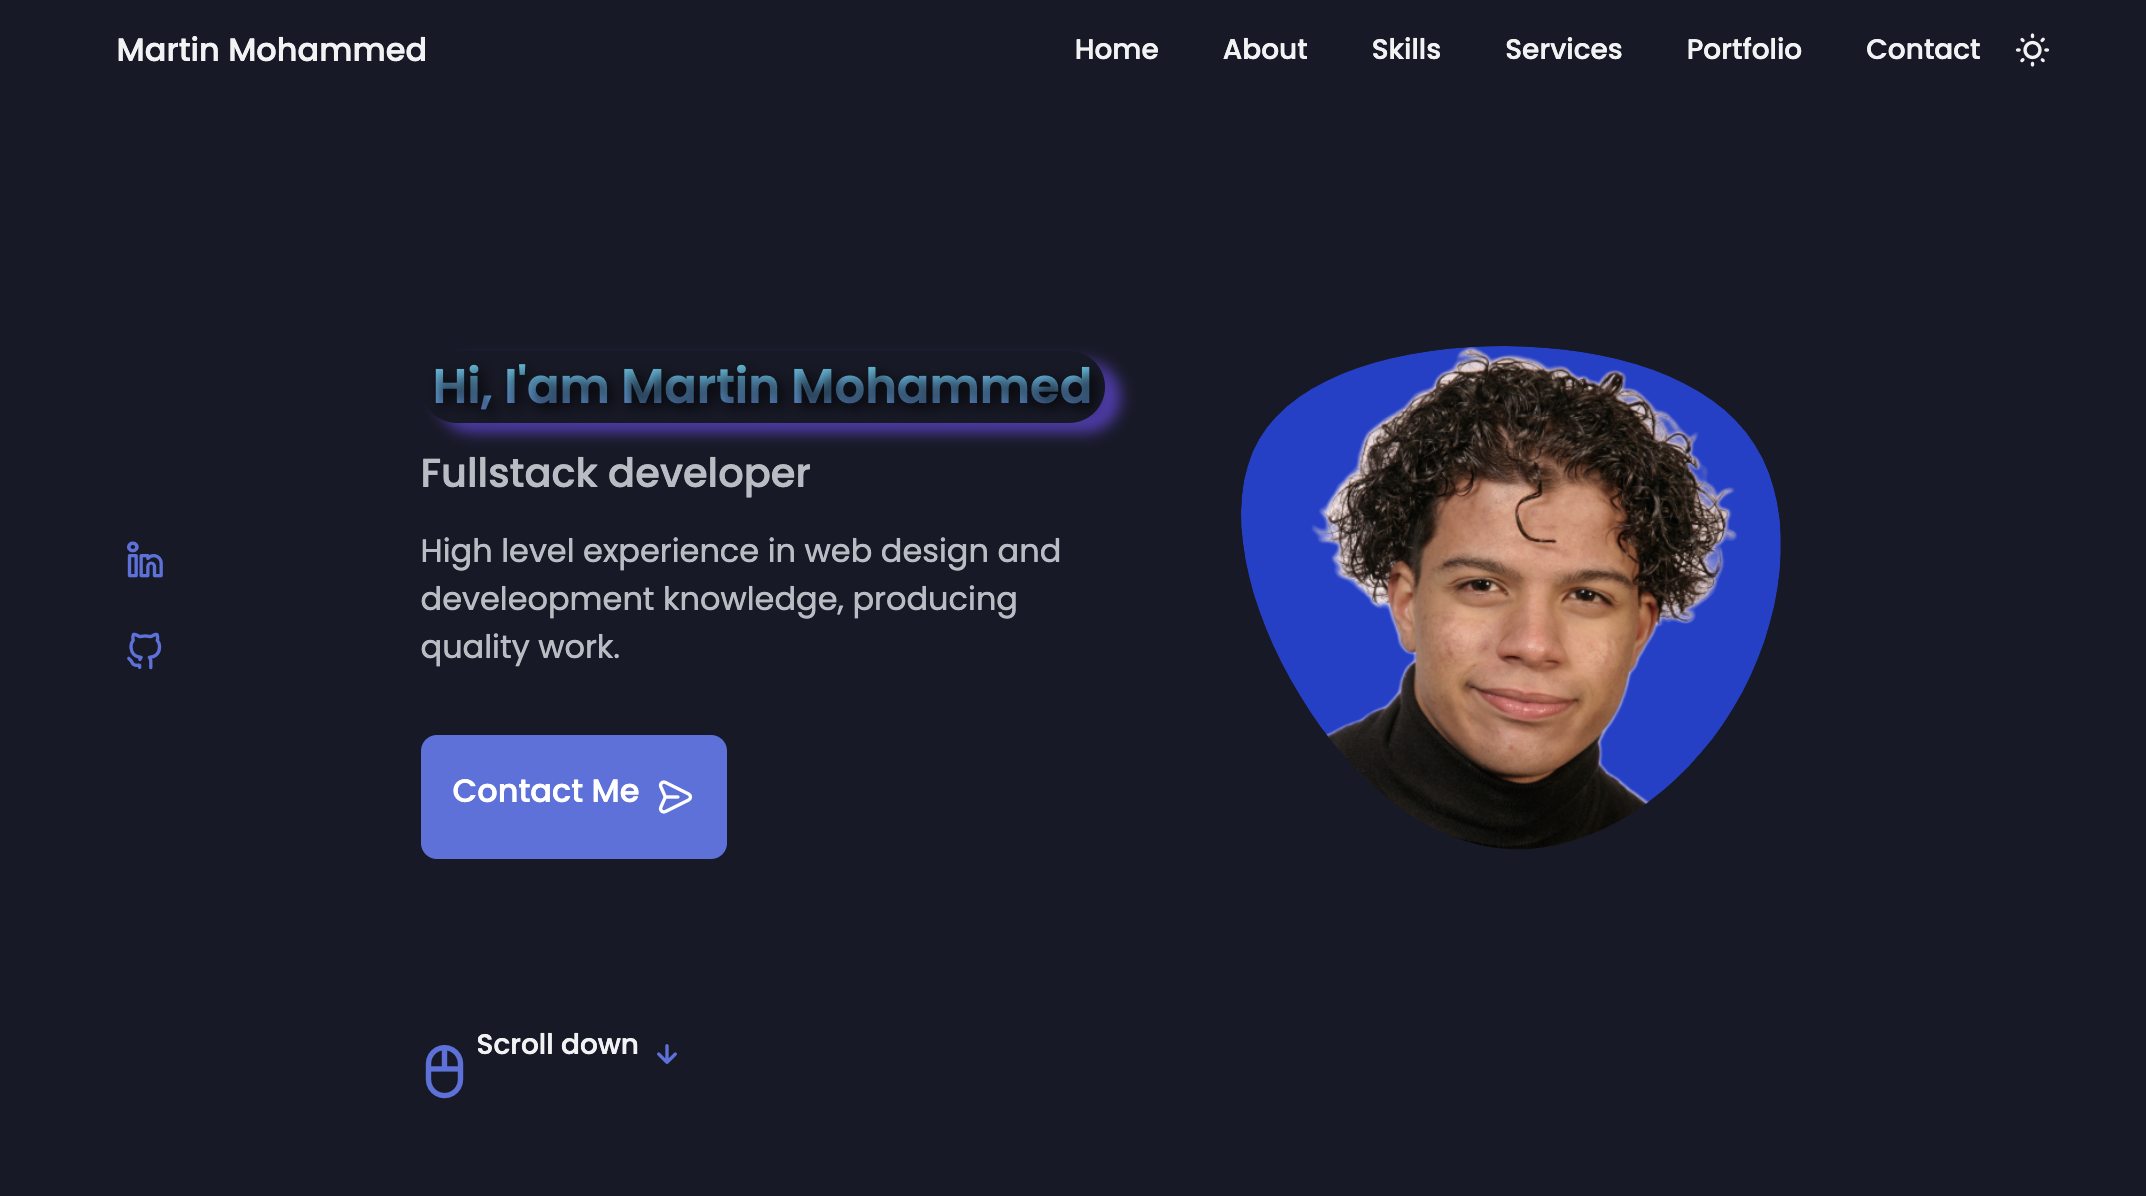 Martin Mohammed
Home About Skills Services Portfolio Contact
Hi, I'am Martin Mohammed
Fullstack developer
High level experience in web design and
develeopment knowledge, producing
quality work.
Contact Me
Scroll down